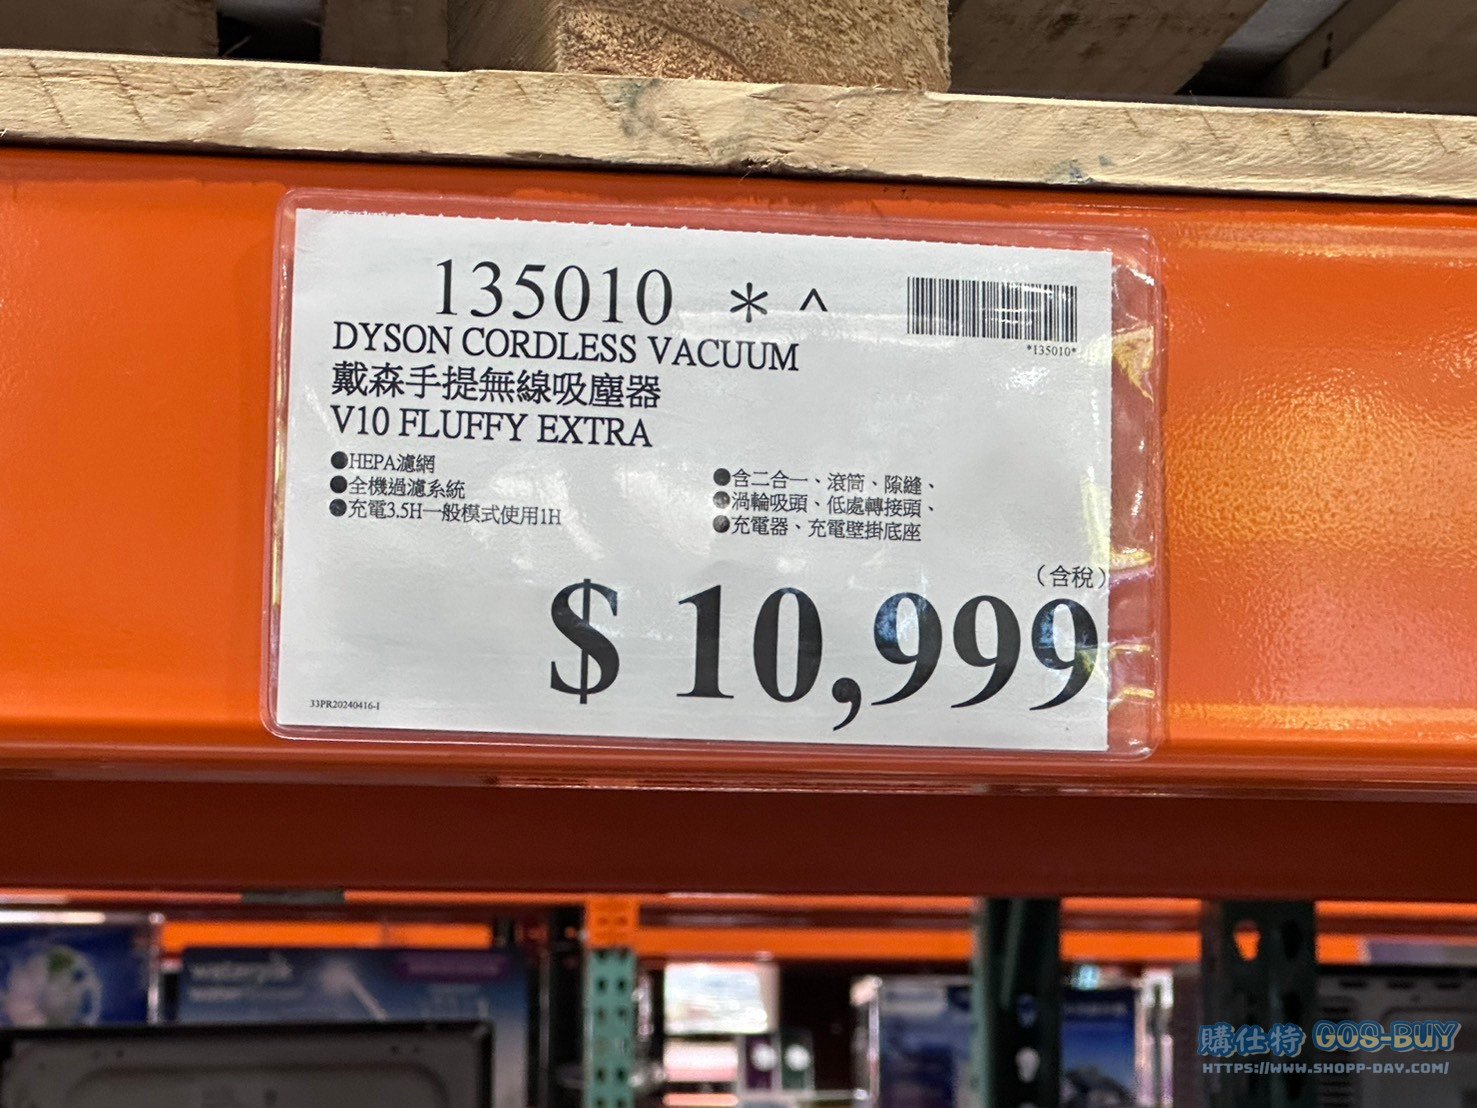 135010 * ^
*135010*
DYSON CORDLESS VACUUM
戴森手提無線吸塵器
V10 FLUFFY EXTRA
●HEPA濾網
●全機過濾系統
●充電3.5H一般模式使用1H
●含二合一、滾筒、隙縫、
●渦輪吸頭、低處轉接頭、
●充電器、充電壁掛底座
(含稅)
$ 10,999
33PR20240416-I
購仕特 GOS-BUY
HTTPS://WWW.SHOPP-DAY.COM/